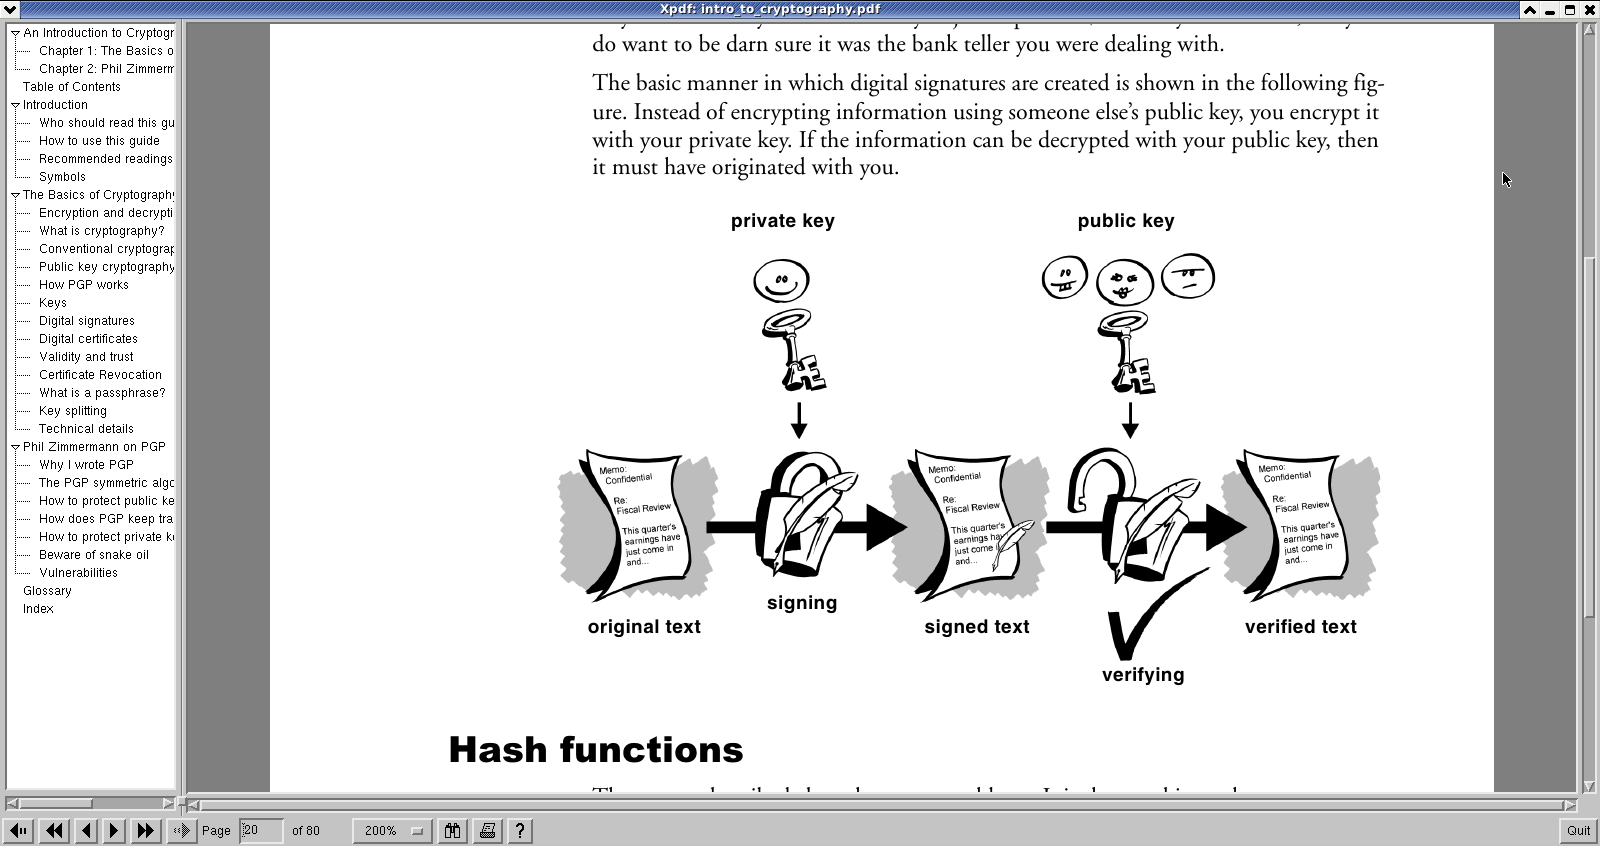 Xpdf: intro_to_cryptography.pdf
An Introduction to Cryptogr
Chapter 1: The Basics o
Chapter 2: Phil Zimmerm
Table of Contents
Introduction
Who should read this gu
How to use this guide
Recommended readings
Symbols
The Basics of Cryptography
Encryption and decrypti
What is cryptography?
Conventional cryptograp
Public key cryptography
How PGP works
Keys
Digital signatures
Digital certificates
Validity and trust
Certificate Revocation
What is a passphrase?
Key splitting
Technical details
Phil Zimmermann on PGP
Why I wrote PGP
The PGP symmetric algo
How to protect public ke
How does PGP keep tra
How to protect private k
Beware of snake oil
Vulnerabilities
Glossary
Index
do want to be darn sure it was the bank teller you were dealing with.
The basic manner in which digital signatures are created is shown in the following fig-
ure. Instead of encrypting information using someone else’s public key, you encrypt it
with your private key. If the information can be decrypted with your public key, then
it must have originated with you.
private key
public key
Memo:
Confidential
Re:
Fiscal Review
This quarter's
earnings have
just come in
and...
Memo:
Confidential
Re:
Fiscal Review
This quarter's
earnings ha
just come i
and...
Memo:
Confidential
Re:
Fiscal Review
This quarter's
earnings have
just come in
and...
signing
original text
signed text
verified text
verifying
Hash functions
Page 20 of 80
200%
?
Quit